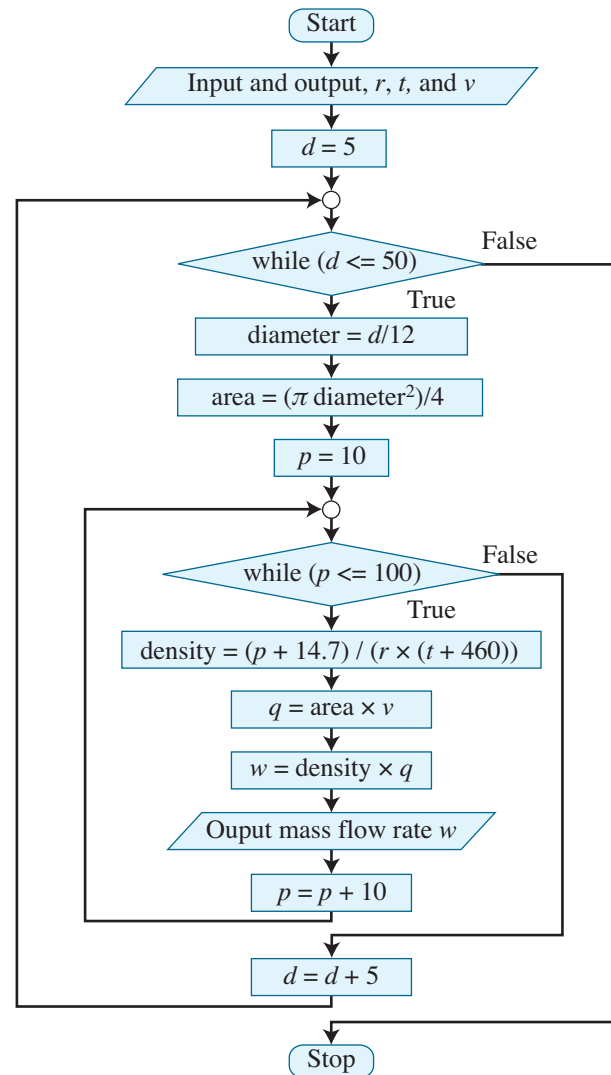 Start
Input and output, r, t, and v
d = 5
while (d <= 50)
False
True
diameter = d/12
area = (π diameter²)/4
p = 10
while (p <= 100)
False
True
density = (p + 14.7) / (r × (t + 460))
q = area × v
w = density × q
Ouput mass flow rate w
p = p + 10
d = d + 5
Stop